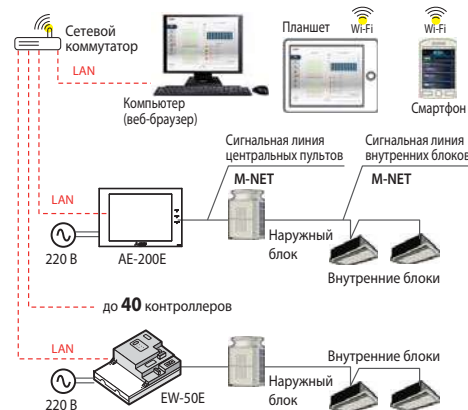 Сетевой
коммутатор
LAN
Компьютер
(веб-браузер)
Планшет
Wi-Fi
Wi-Fi
Смартфон
Сигнальная линия
центральных пультов
M-NET
Сигнальная линия
внутренних блоков
M-NET
LAN
220 В
AE-200E
Наружный
блок
Внутренние блоки
до 40 контроллеров
LAN
220 В
EW-50E
Наружный
блок
Внутренние блоки